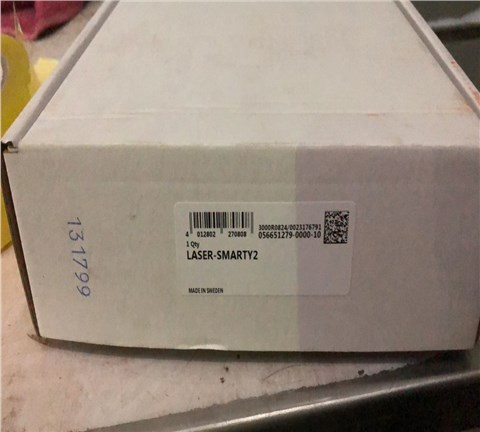 131799
3000R0824/0023176791
4 012802 270808
056651279-0000-10
1 Qty
LASER-SMARTY2
MADE IN SWEDEN